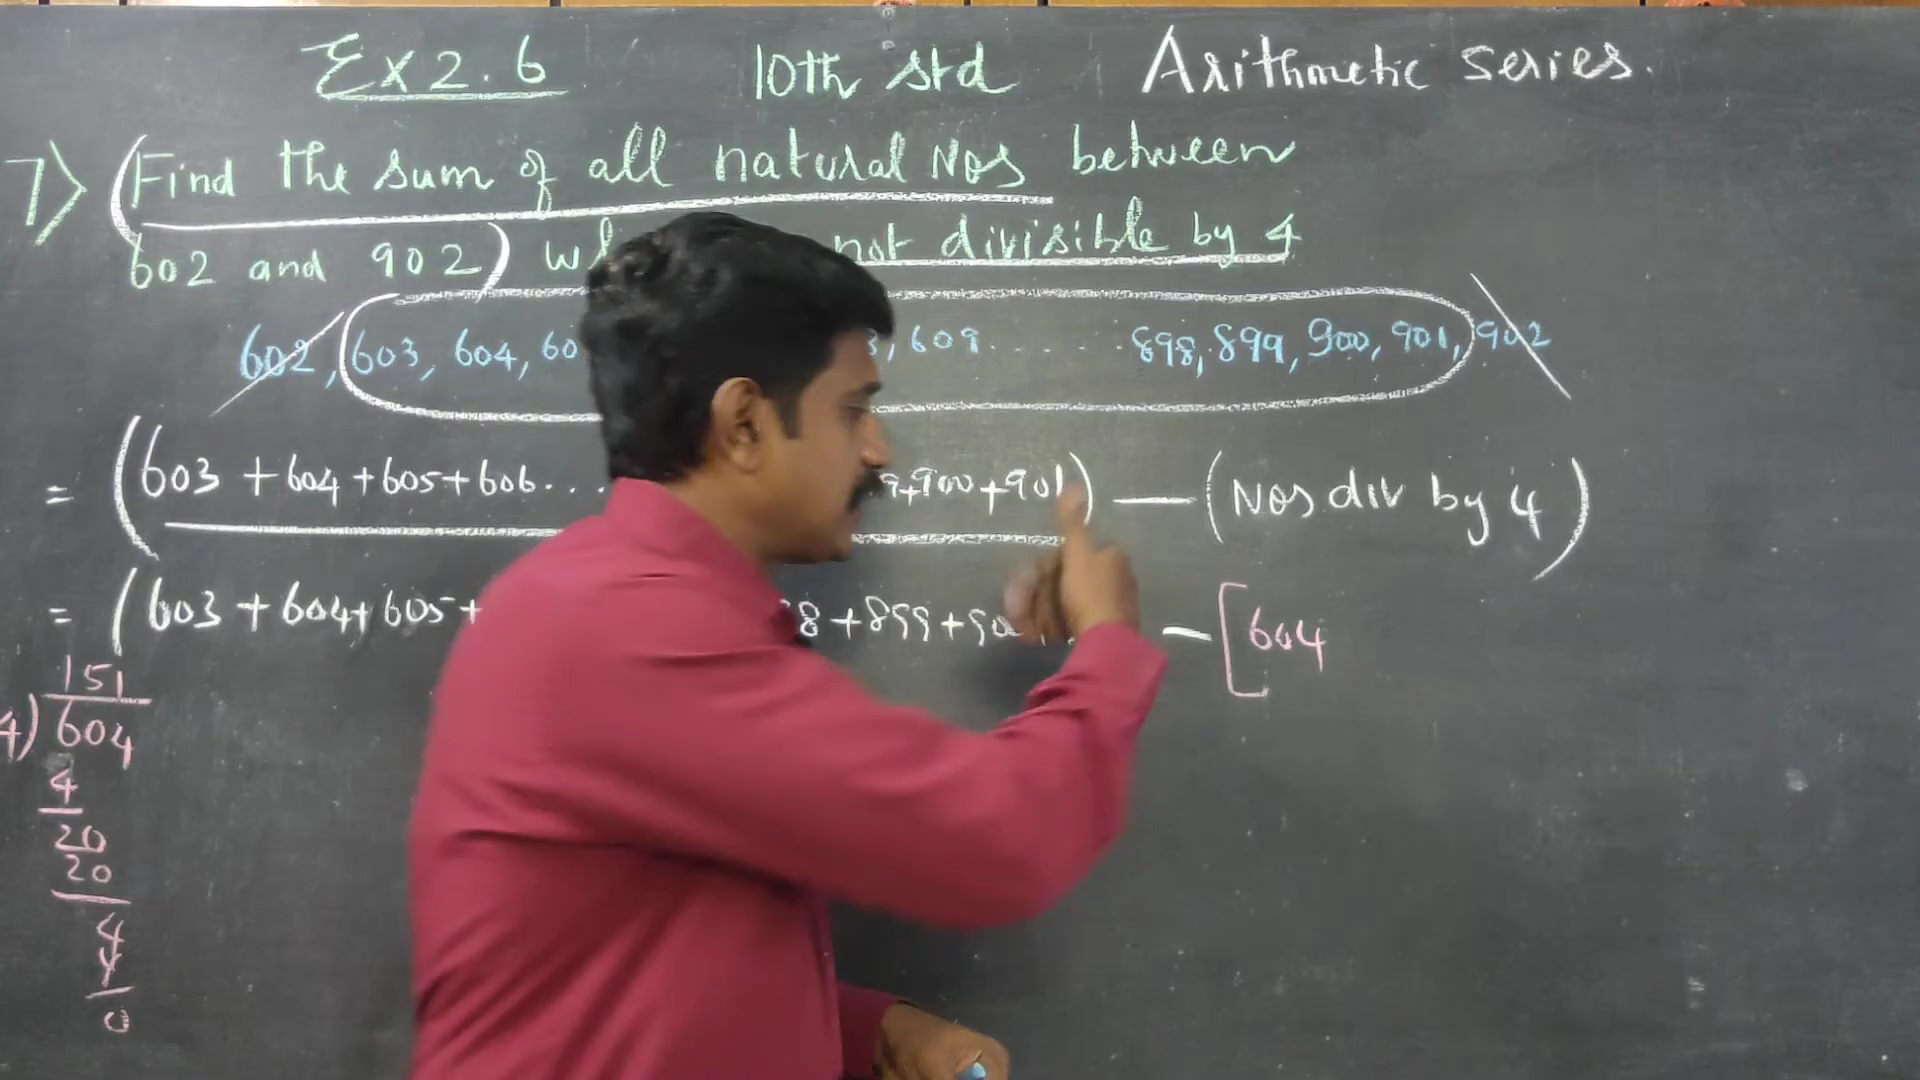 Ex 2.6 10th std Arithmetic series.
7) (Find the sum of all natural Nos between
602 and 902) not divisible by 4
602, 603, 604, 60 , 609 ....... 898, 899, 900, 901, 902
= (603 + 604 + 605 + 606 ... 9 + 900 + 901) — (Nos div by 4)
= (603 + 604 + 605 + 8 + 899 + 90 — [604
151
4) 604
4
20
20
4
4
0